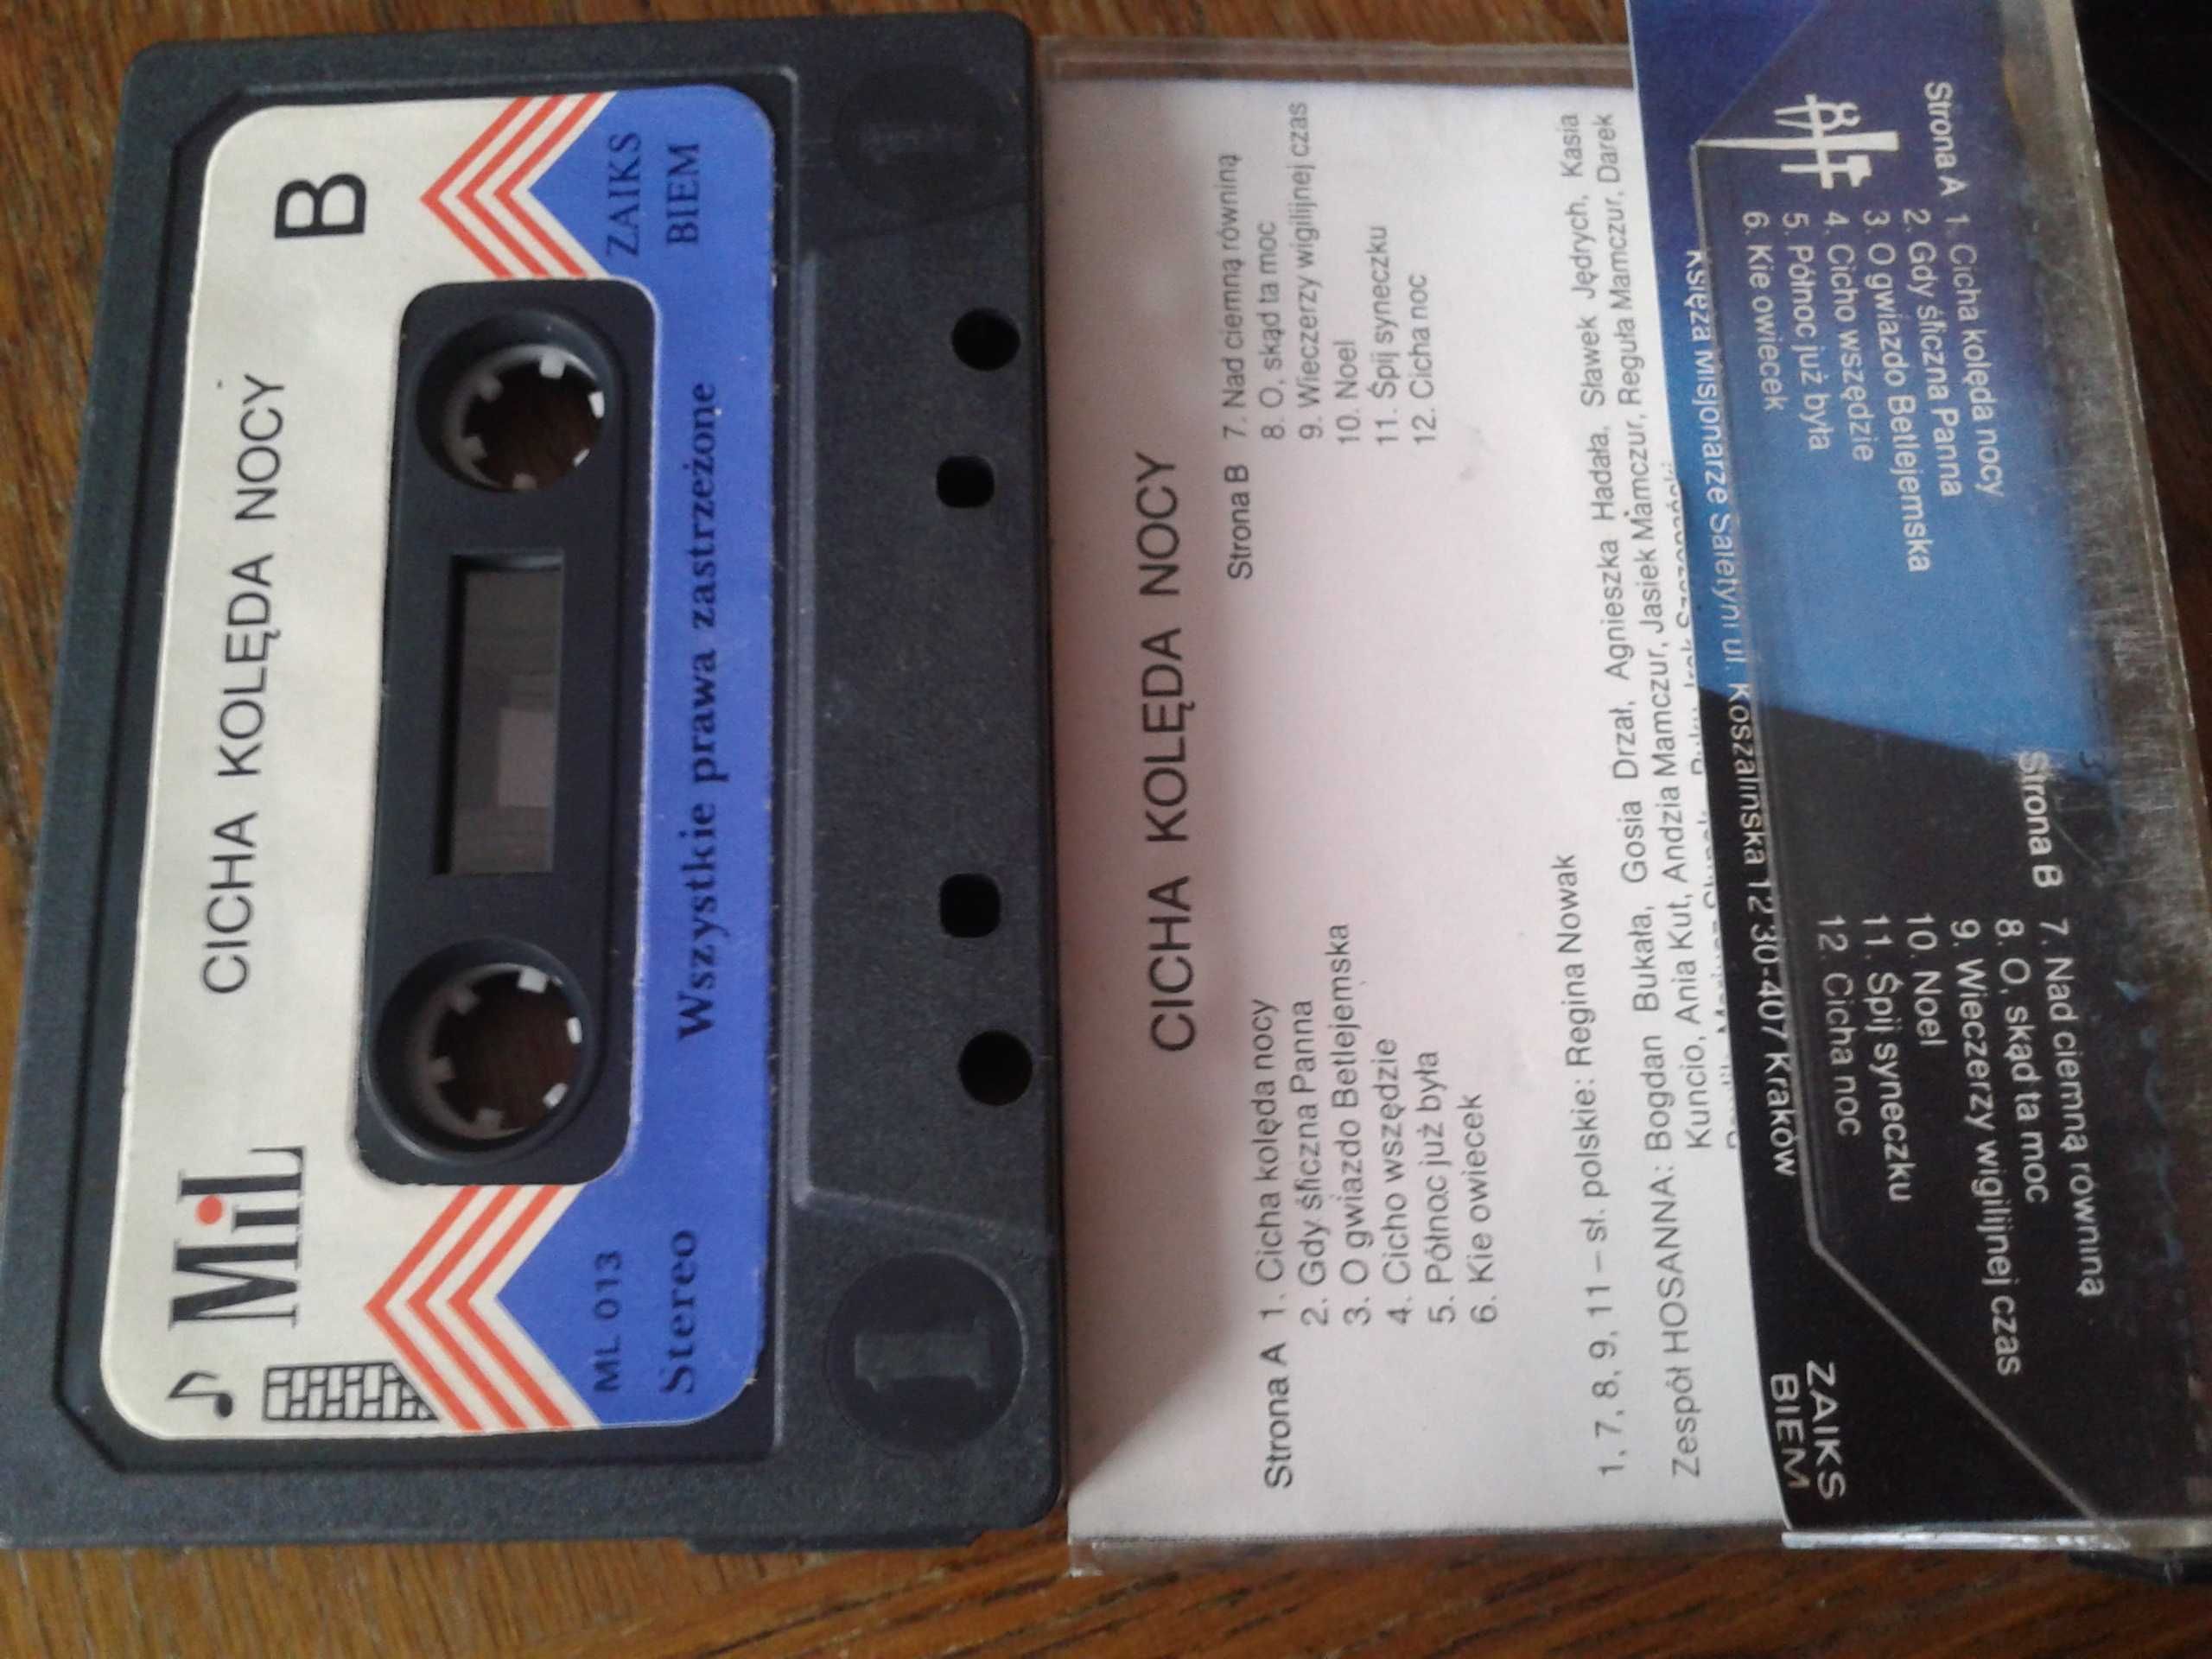 MiL
CICHA KOLĘDA NOCY
B
ML 013
ZAIKS
Stereo
Wszystkie prawa zastrzeżone
BIEM
CICHA KOLĘDA NOCY
Strona A 1. Cicha kolęda nocy
2. Gdy śliczna Panna
3. O gwiazdo Betlejemska
4. Cicho wszędzie
5. Północ już była
6. Kie owiecek
Strona B 7. Nad ciemną równiną
8. O, skąd ta moc
9. Wieczerzy wigilijnej czas
10. Noel
11. Śpij syneczku
12. Cicha noc
1, 7, 8, 9, 11 – sł. polskie: Regina Nowak
Zespół HOSANNA: Bogdan Bukała, Gosia Drzał, Agnieszka Hadała, Sławek Jędrych, Kasia
Kuncio, Ania Kut, Andzia Mamczur, Jasiek Mamczur, Reguła Mamczur, Darek
Księża Misjonarze Saletyni ul. Koszalińska 12 30-407 Kraków
Strona A 1. Cicha kolęda nocy
2. Gdy śliczna Panna
3. O gwiazdo Betlejemska
4. Cicho wszędzie
5. Północ już była
6. Kie owiecek
Strona B 7. Nad ciemną równiną
8. O, skąd ta moc
9. Wieczerzy wigilijnej czas
10. Noel
11. Śpij syneczku
12. Cicha noc
ZAIKS
BIEM